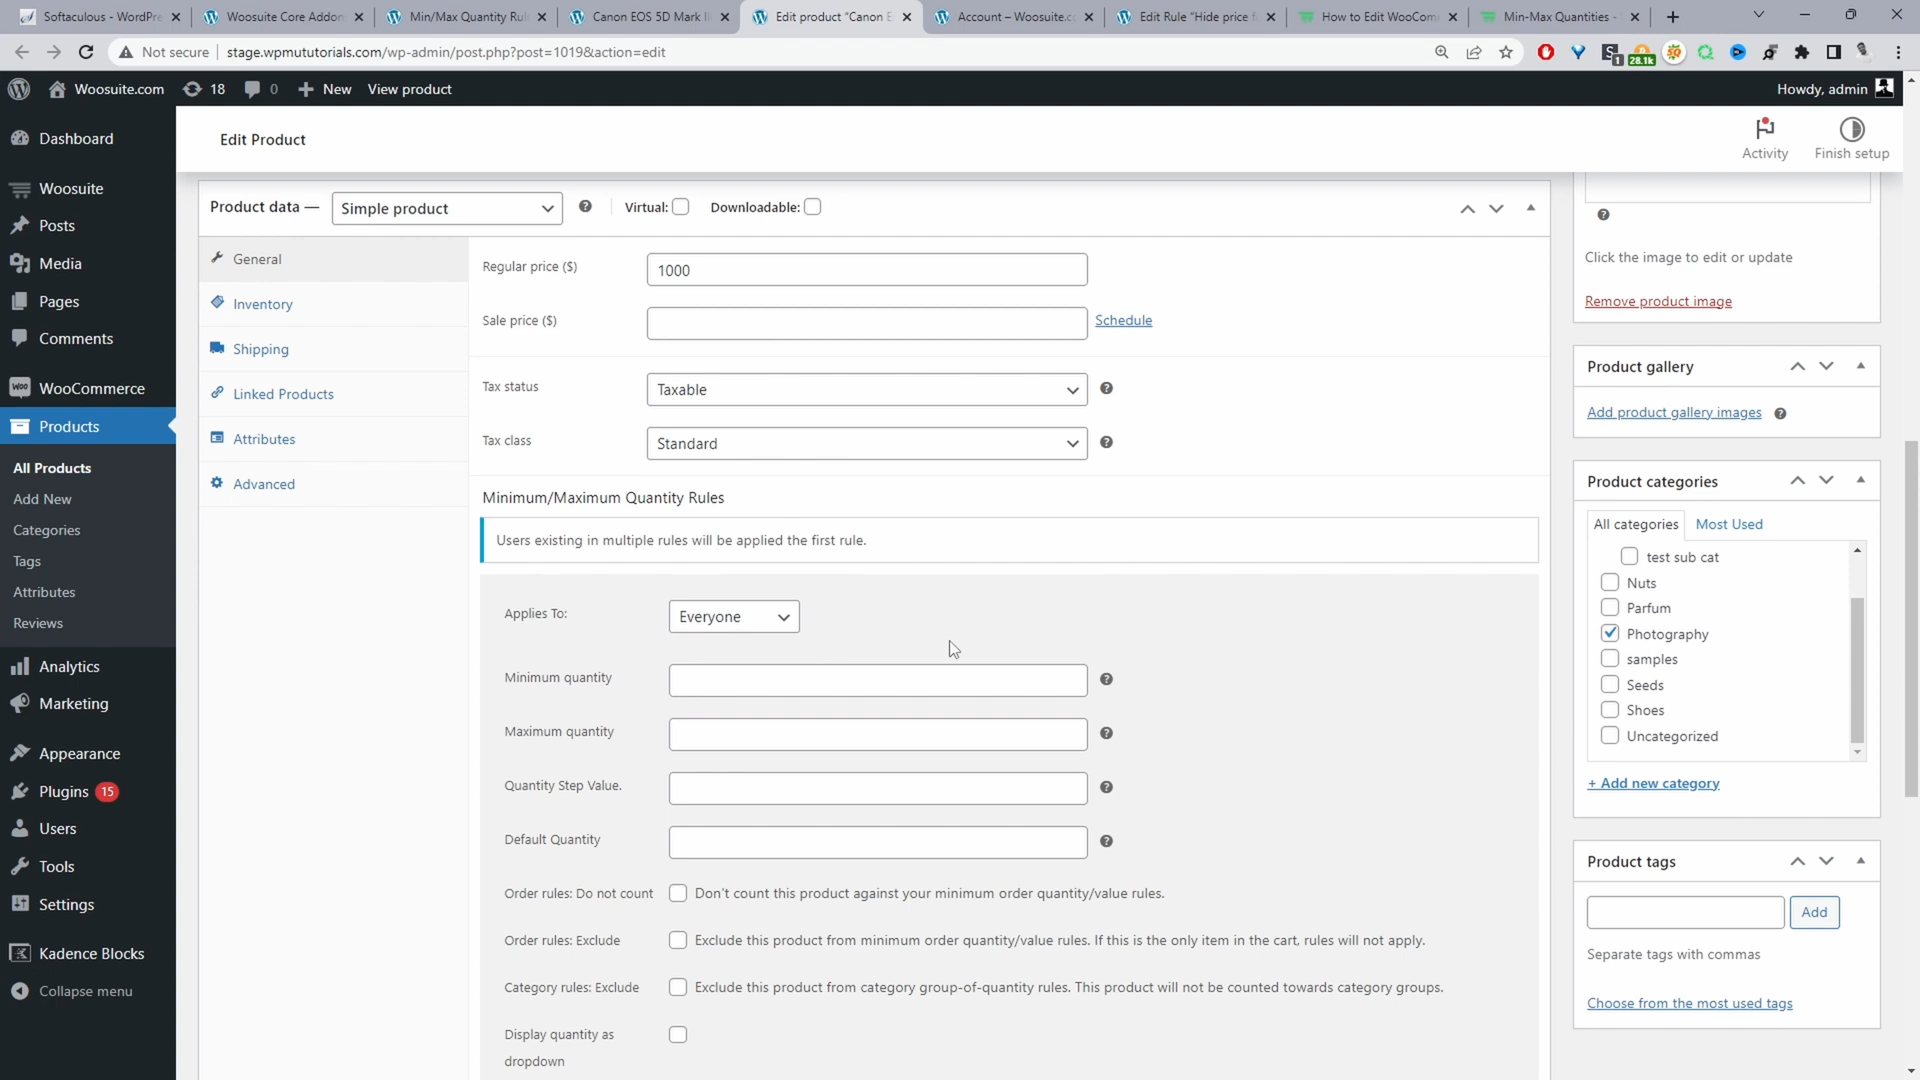 Softaculous - WordPre
Woosuite Core Addon
Min/Max Quantity Rul
Canon EOS 5D Mark II
Edit product "Canon E
Account – Woosuite.c
Edit Rule "Hide price f
How to Edit WooCom
Min-Max Quantities -
Not secure
stage.wpmututorials.com/wp-admin/post.php?post=1019&action=edit
28.1k
Woosuite.com
18
0
New
View product
Howdy, admin
Dashboard
Woosuite
Posts
Media
Pages
Comments
WooCommerce
Products
All Products
Add New
Categories
Tags
Attributes
Reviews
Analytics
Marketing
Appearance
Plugins 15
Users
Tools
Settings
Kadence Blocks
Collapse menu
Edit Product
Activity
Finish setup
Product data —
Simple product
Virtual:
Downloadable:
General
Inventory
Shipping
Linked Products
Attributes
Advanced
Regular price ($)
1000
Sale price ($)
Schedule
Tax status
Taxable
Tax class
Standard
Minimum/Maximum Quantity Rules
Users existing in multiple rules will be applied the first rule.
Applies To:
Everyone
Minimum quantity
Maximum quantity
Quantity Step Value.
Default Quantity
Order rules: Do not count
Don't count this product against your minimum order quantity/value rules.
Order rules: Exclude
Exclude this product from minimum order quantity/value rules. If this is the only item in the cart, rules will not apply.
Category rules: Exclude
Exclude this product from category group-of-quantity rules. This product will not be counted towards category groups.
Display quantity as
dropdown
Click the image to edit or update
Remove product image
Product gallery
Add product gallery images
Product categories
All categories
Most Used
test sub cat
Nuts
Parfum
Photography
samples
Seeds
Shoes
Uncategorized
+ Add new category
Product tags
Add
Separate tags with commas
Choose from the most used tags